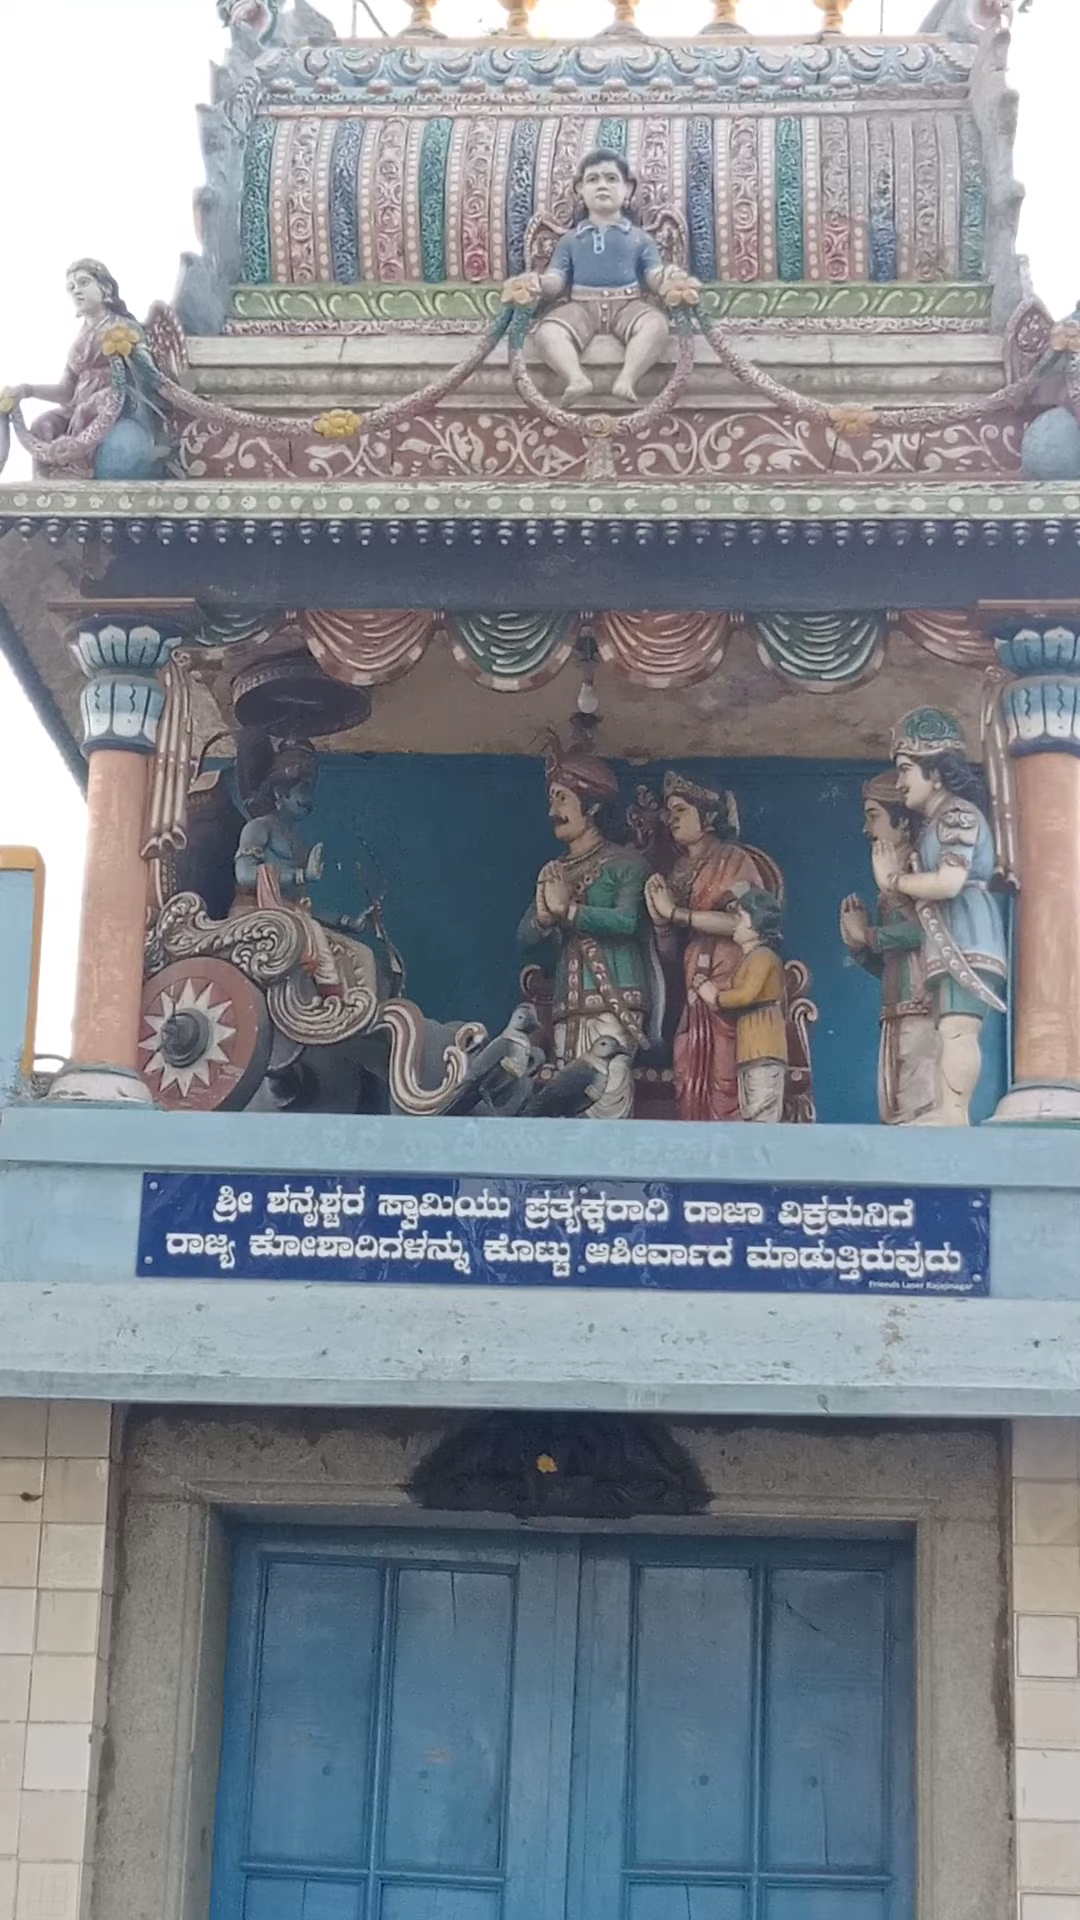 ಶ್ರೀ ಶನೈಶ್ಚರ ಸ್ವಾಮಿಯು ಪ್ರತ್ಯಕ್ಷರಾಗಿ ರಾಜಾ ವಿಕ್ರಮನಿಗೆ
ರಾಜ್ಯ ಕೋಶಾದಿಗಳನ್ನು ಕೊಟ್ಟು ಆಶೀರ್ವಾದ ಮಾಡುತ್ತಿರುವುದು
Friends Laser Rajajinagar